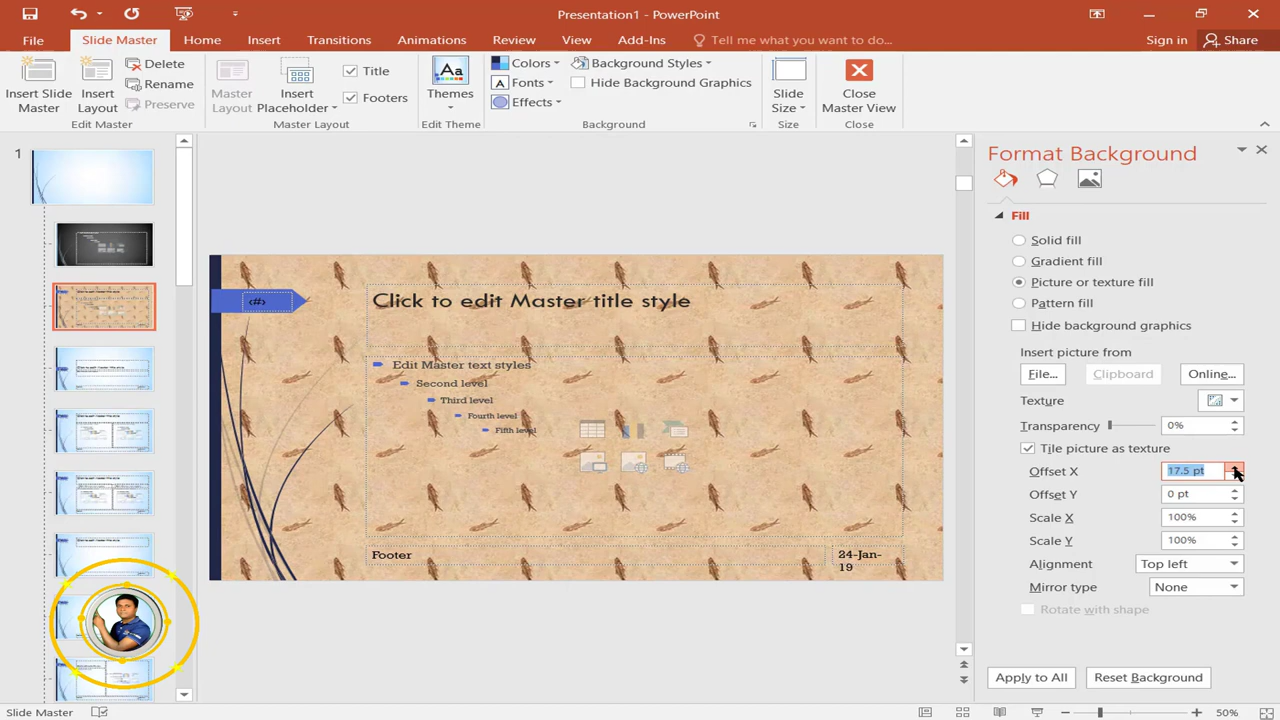 Presentation1 - PowerPoint
File
Slide Master
Home
Insert
Transitions
Animations
Review
View
Add-Ins
Tell me what you want to do...
Sign in
Share
Insert Slide Master
Insert Layout
Delete
Rename
Preserve
Edit Master
Master Layout
Insert Placeholder
Title
Footers
Master Layout
Themes
Edit Theme
Colors
Fonts
Effects
Background Styles
Hide Background Graphics
Background
Slide Size
Size
Close Master View
Close
1
<#>
Click to edit Master title style
Edit Master text styles
Second level
Third level
Fourth level
Fifth level
Footer
24-Jan-
19
Format Background
Fill
Solid fill
Gradient fill
Picture or texture fill
Pattern fill
Hide background graphics
Insert picture from
File...
Clipboard
Online...
Texture
Transparency 0%
Tile picture as texture
Offset X 17.5 pt
Offset Y 0 pt
Scale X 100%
Scale Y 100%
Alignment Top left
Mirror type None
Rotate with shape
Apply to All
Reset Background
Slide Master
50%